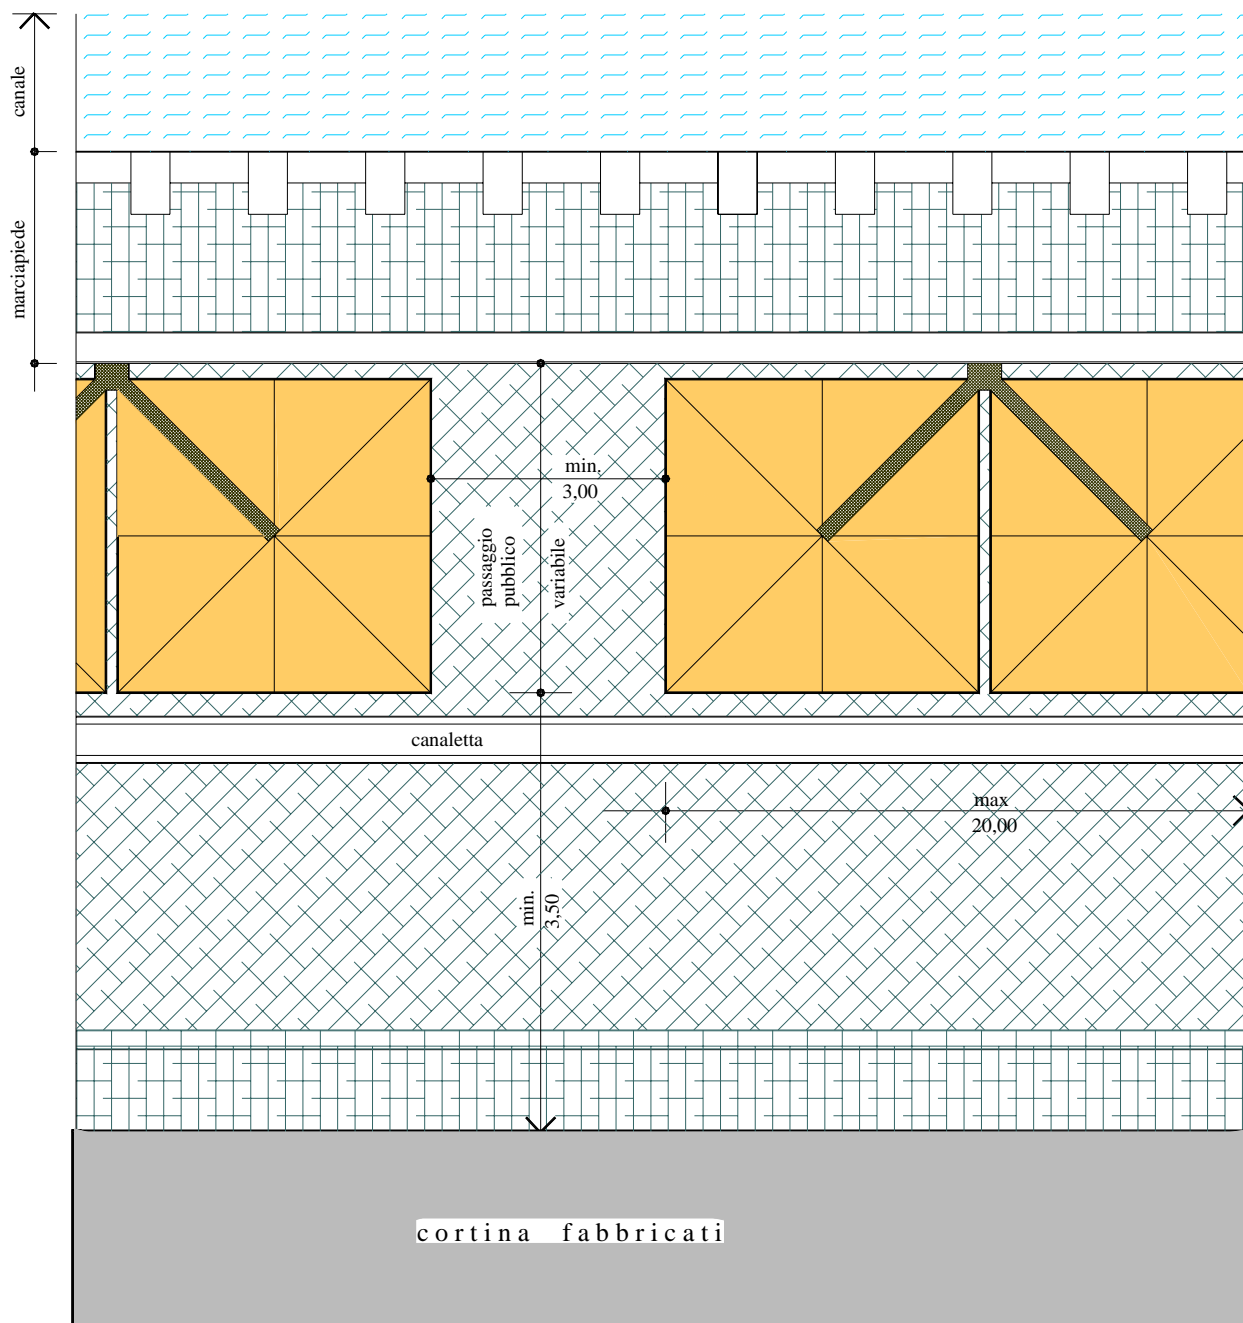 canale
marciapiede
min.
3,00
passaggio
pubblico
variabile
canaletta
max
20,00
min.
3,50
cortina fabbricati